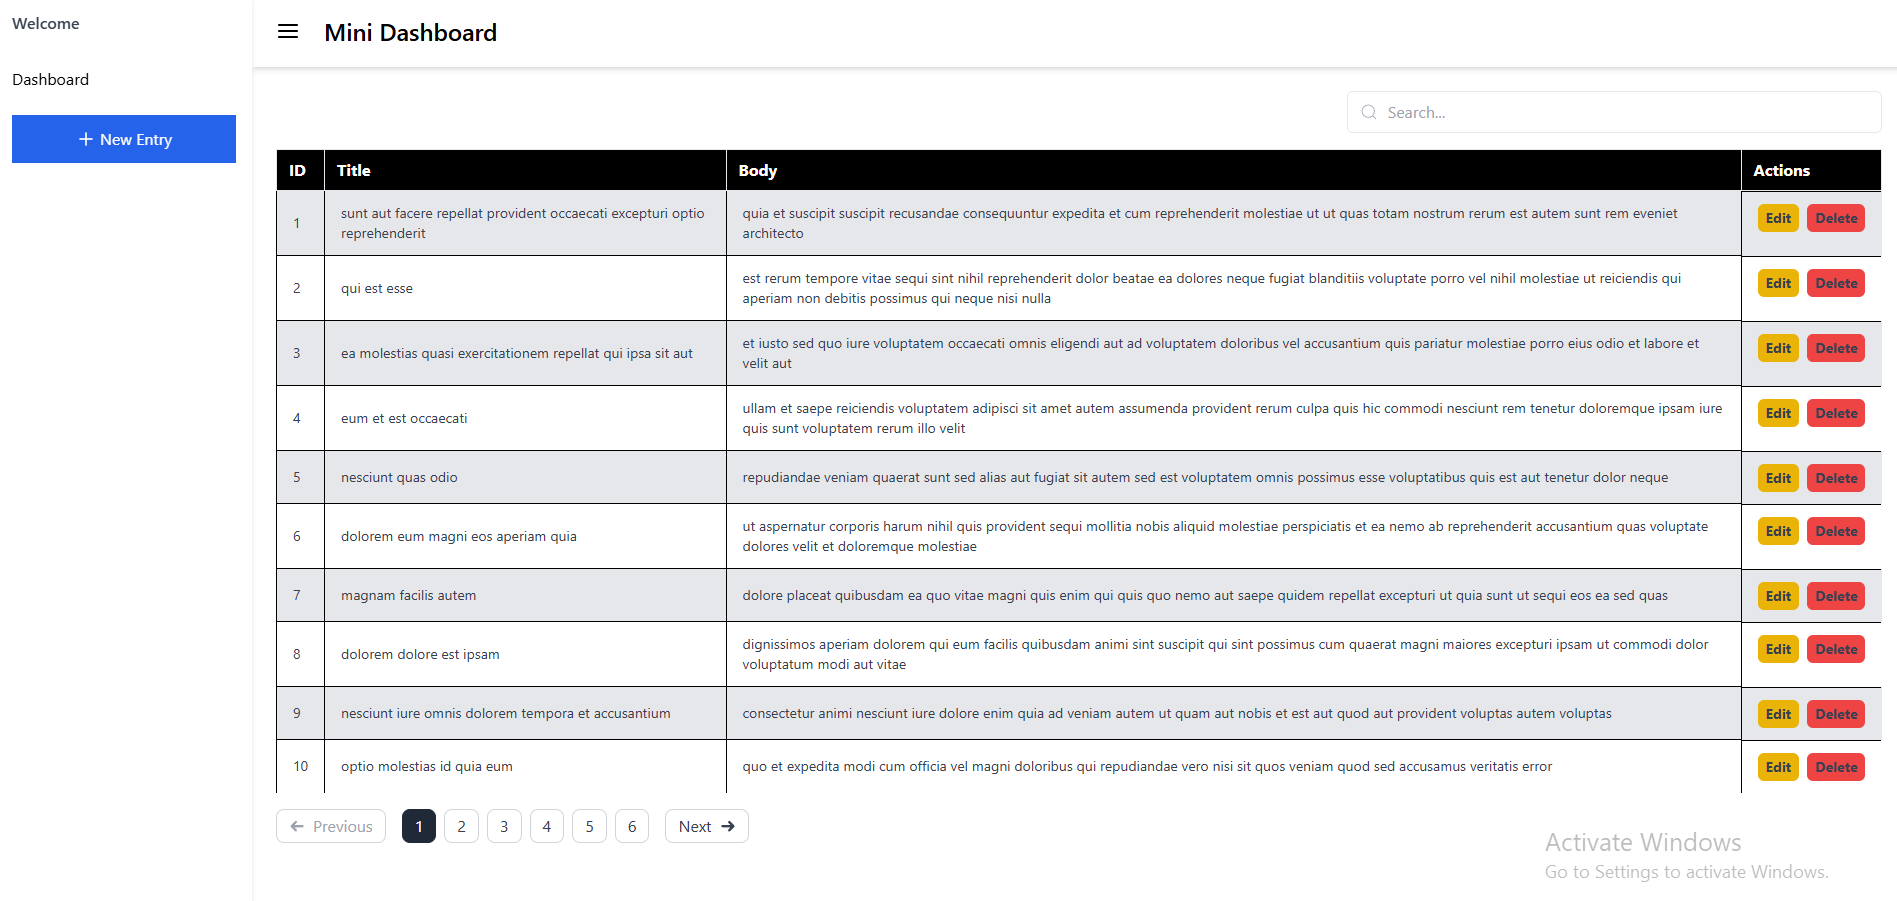 Welcome
Dashboard
New Entry
Mini Dashboard
Search...
ID Title Body Actions
1 sunt aut facere repellat provident occaecati excepturi optio
reprehenderit
quia et suscipit suscipit recusandae consequuntur expedita et cum reprehenderit molestiae ut ut quas totam nostrum rerum est autem sunt rem eveniet
architecto
Edit Delete
2 qui est esse
est rerum tempore vitae sequi sint nihil reprehenderit dolor beatae ea dolores neque fugiat blanditiis voluptate porro vel nihil molestiae ut reiciendis qui
aperiam non debitis possimus qui neque nisi nulla
Edit Delete
3 ea molestias quasi exercitationem repellat qui ipsa sit aut
et iusto sed quo iure voluptatem occaecati omnis eligendi aut ad voluptatem doloribus vel accusantium quis pariatur molestiae porro eius odio et labore et
velit aut
Edit Delete
4 eum et est occaecati
ullam et saepe reiciendis voluptatem adipisci sit amet autem assumenda provident rerum culpa quis hic commodi nesciunt rem tenetur doloremque ipsam iure
quis sunt voluptatem rerum illo velit
Edit Delete
5 nesciunt quas odio
repudiandae veniam quaerat sunt sed alias aut fugiat sit autem sed est voluptatem omnis possimus esse voluptatibus quis est aut tenetur dolor neque
Edit Delete
6 dolorem eum magni eos aperiam quia
ut aspernatur corporis harum nihil quis provident sequi mollitia nobis aliquid molestiae perspiciatis et ea nemo ab reprehenderit accusantium quas voluptate
dolores velit et doloremque molestiae
Edit Delete
7 magnam facilis autem
dolore placeat quibusdam ea quo vitae magni quis enim qui quis quo nemo aut saepe quidem repellat excepturi ut quia sunt ut sequi eos ea sed quas
Edit Delete
8 dolorem dolore est ipsam
dignissimos aperiam dolorem qui eum facilis quibusdam animi sint suscipit qui sint possimus cum quaerat magni maiores excepturi ipsam ut commodi dolor
voluptatum modi aut vitae
Edit Delete
9 nesciunt iure omnis dolorem tempora et accusantium
consectetur animi nesciunt iure dolore enim quia ad veniam autem ut quam aut nobis et est aut quod aut provident voluptas autem voluptas
Edit Delete
10 optio molestias id quia eum
quo et expedita modi cum officia vel magni doloribus qui repudiandae vero nisi sit quos veniam quod sed accusamus veritatis error
Edit Delete
Previous 1 2 3 4 5 6 Next
Activate Windows
Go to Settings to activate Windows.